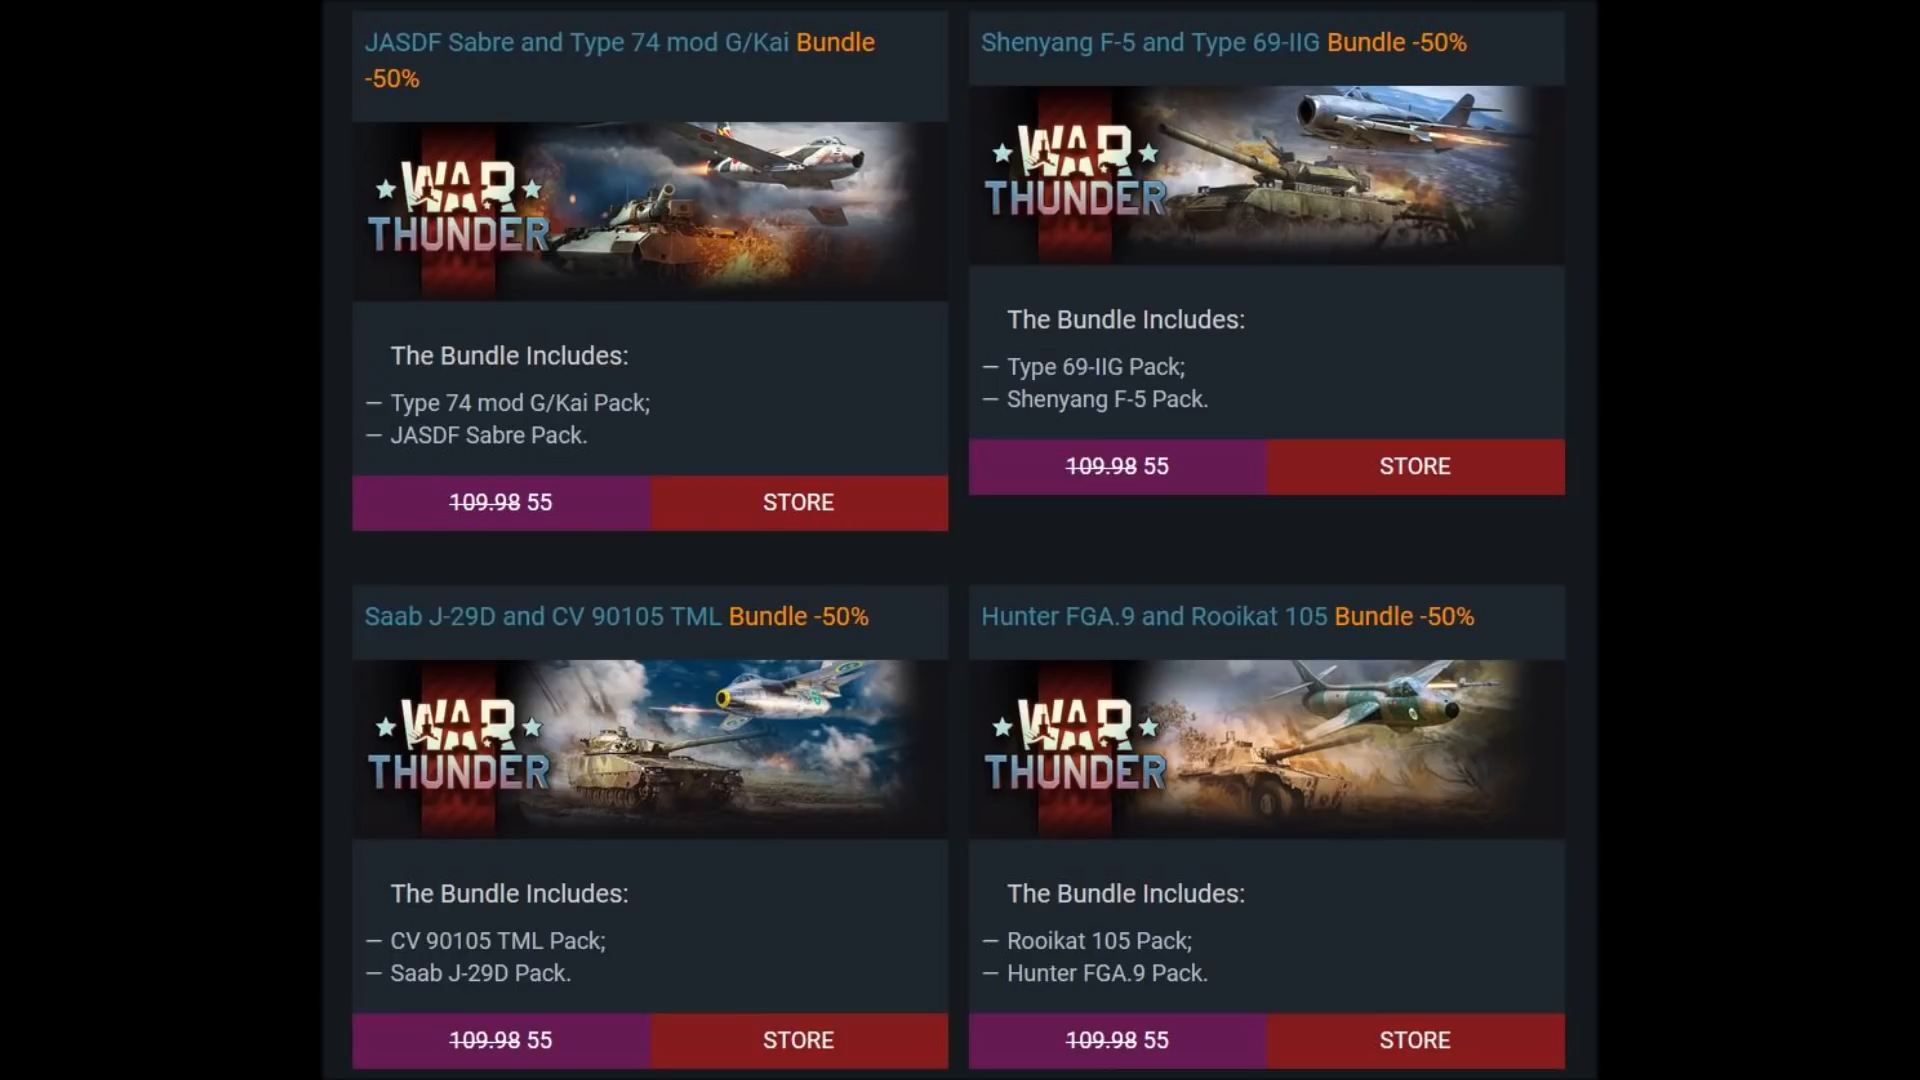 JASDF Sabre and Type 74 mod G/Kai Bundle
-50%
WAR
THUNDER
The Bundle Includes:
— Type 74 mod G/Kai Pack;
— JASDF Sabre Pack.
109.98 55
STORE
Shenyang F-5 and Type 69-IIG Bundle -50%
WAR
THUNDER
The Bundle Includes:
— Type 69-IIG Pack;
— Shenyang F-5 Pack.
109.98 55
STORE
Saab J-29D and CV 90105 TML Bundle -50%
WAR
THUNDER
The Bundle Includes:
— CV 90105 TML Pack;
— Saab J-29D Pack.
109.98 55
STORE
Hunter FGA.9 and Rooikat 105 Bundle -50%
WAR
THUNDER
The Bundle Includes:
— Rooikat 105 Pack;
— Hunter FGA.9 Pack.
109.98 55
STORE